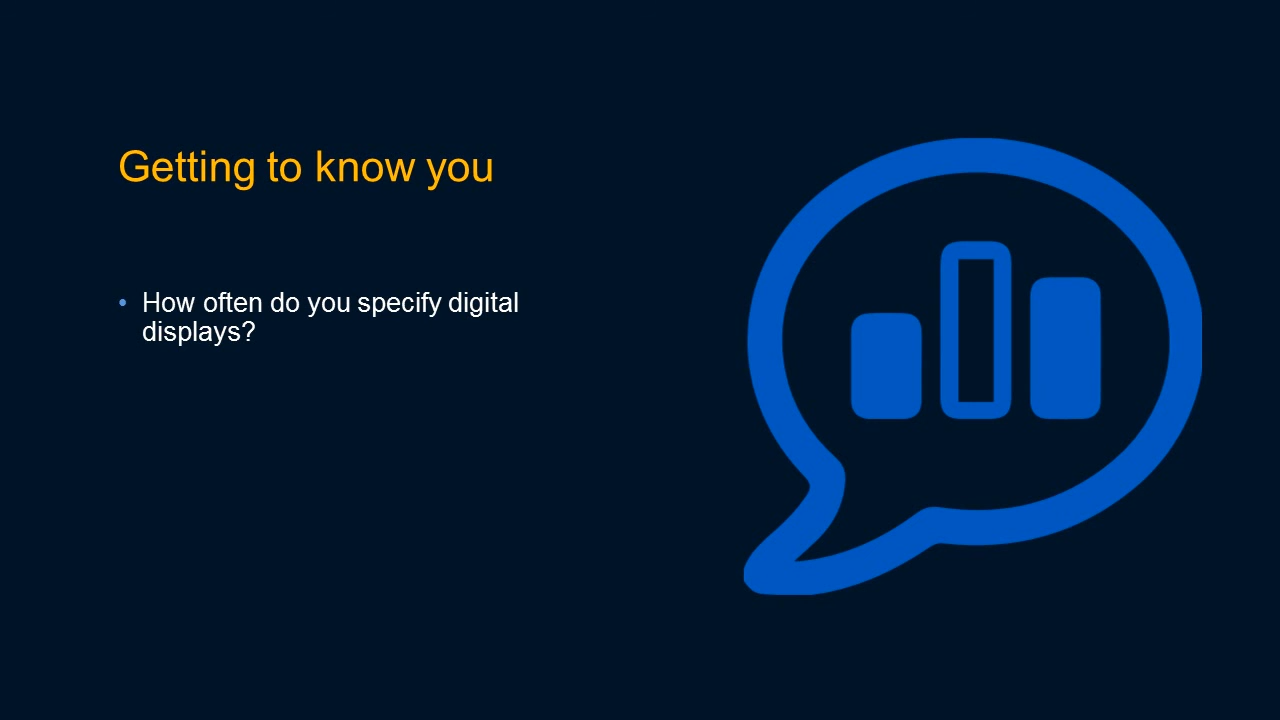 Getting to know you
• How often do you specify digital
displays?